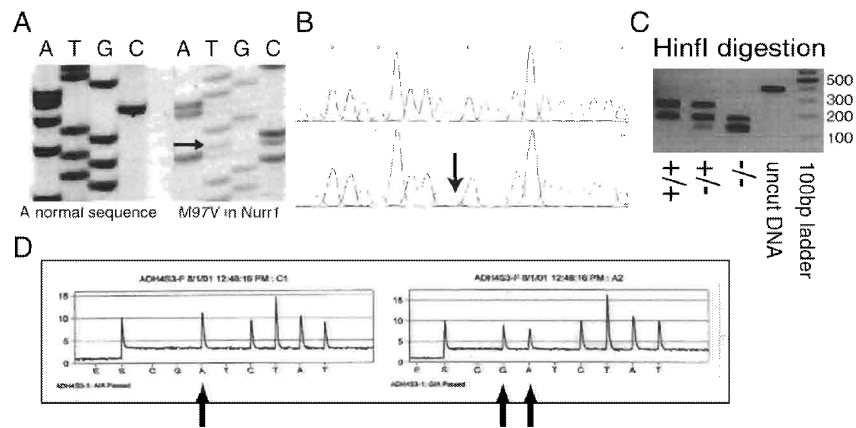 A
A T G C
A T G C
A normal sequence
M97V in Nurr1
B
C
HinfI digestion
500
300
200
100
+/+
+/-
-/-
uncut DNA
100bp ladder
D
ADH4S3-F 8/1/01 12:48:16 PM : C1
15
10
5
0
E S C G A T C T A T
ADH4S3-1: A/A Passed
ADH4S3-F 8/1/01 12:48:16 PM : A2
15
10
5
0
E S C G A T C T A T
ADH4S3-1: G/A Passed